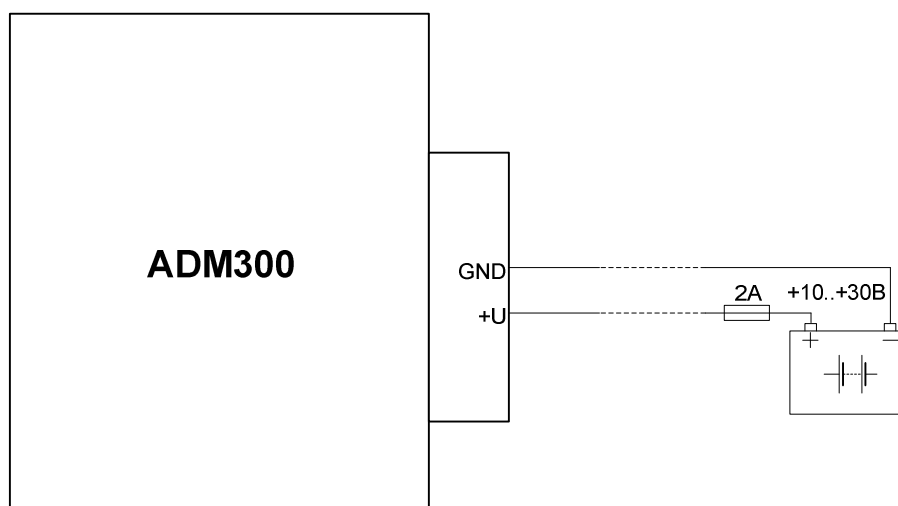 ADM300
GND
+U
2A
+10..+30В
+
−